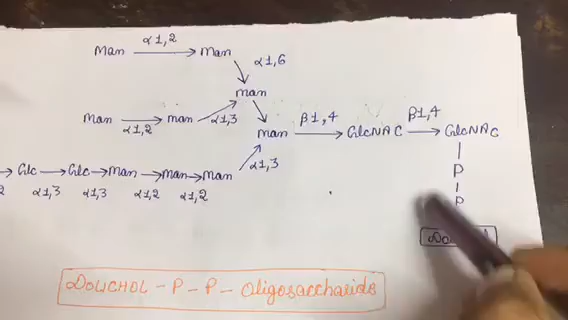 α1,2
Man → Man
α1,6
Man
Man → man
α1,2
α1,3
Man
β1,4
GlcNAC
β1,4
GlcNAC
P
P
2
→ Glc → Glc → Man → Man → Man
α1,3
α1,3
α1,2
α1,2
α1,3
DOLICHOL - P - P - Oligosaccharide